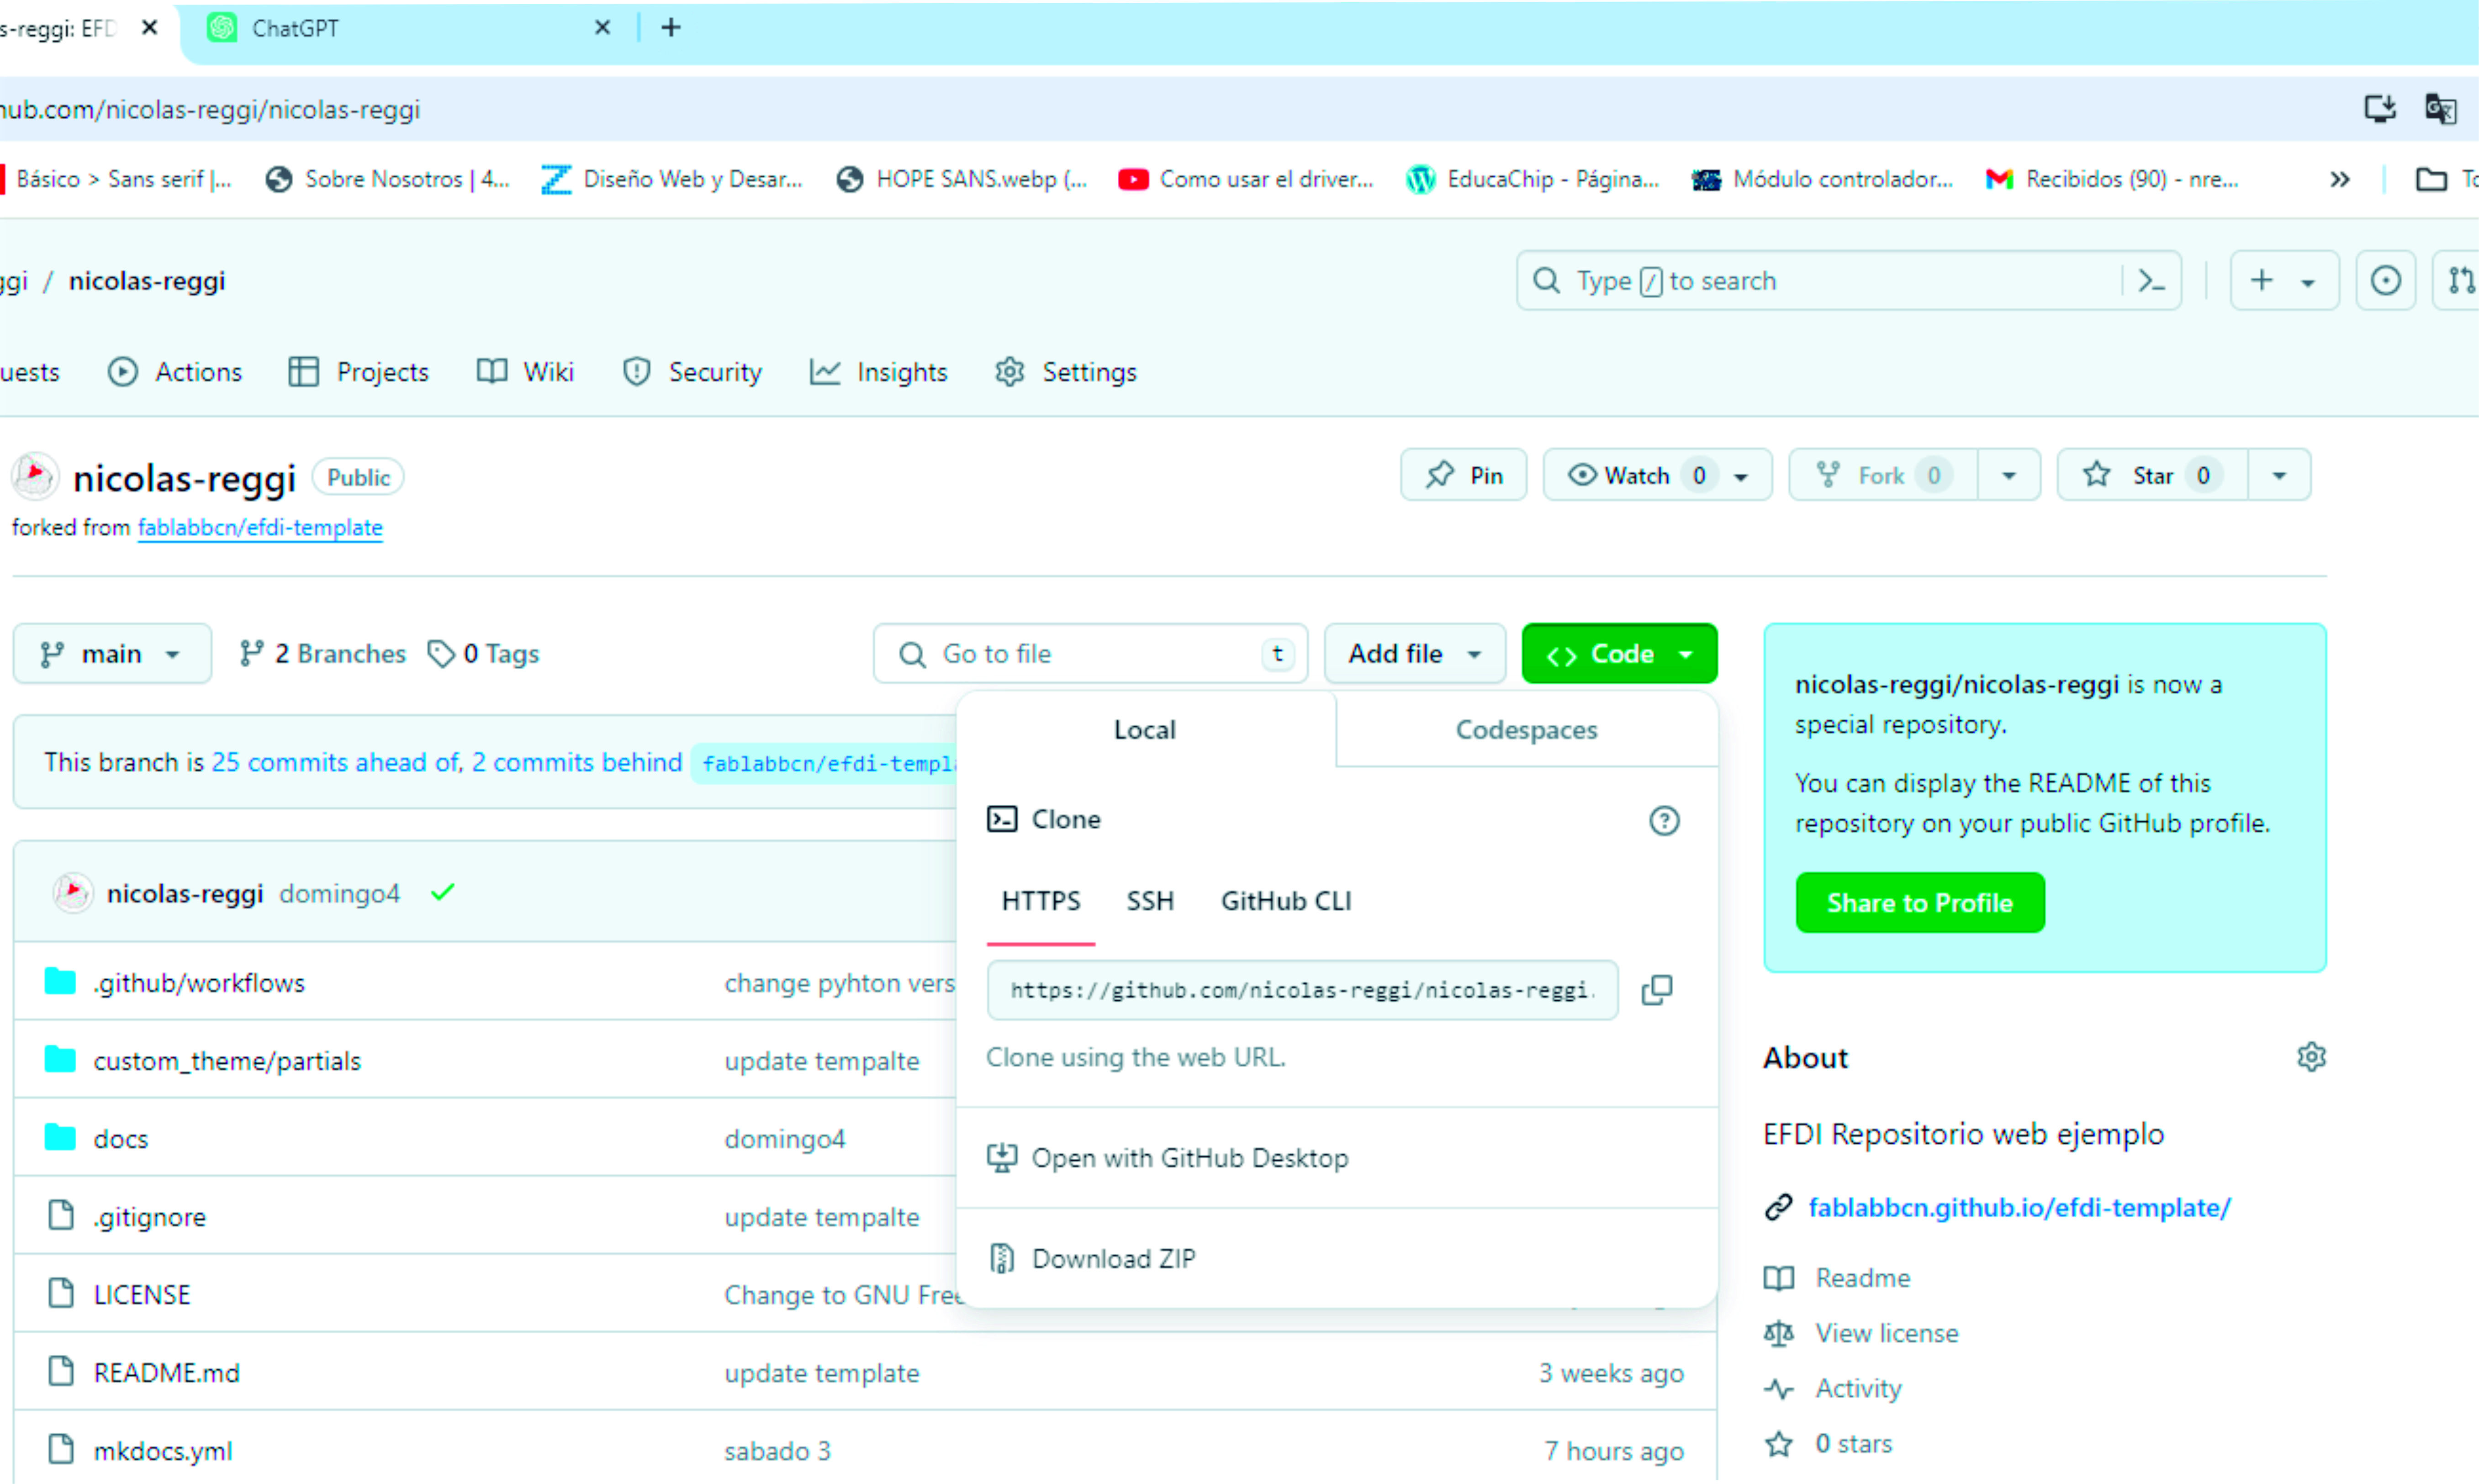 s-reggi: EFD
ChatGPT
hub.com/nicolas-reggi/nicolas-reggi
Básico > Sans serif |...
Sobre Nosotros | 4...
Diseño Web y Desar...
HOPE SANS.webp (...
Como usar el driver...
EducaChip - Página...
Módulo controlador...
Recibidos (90) - nre...
ggi / nicolas-reggi
Type / to search
uests
Actions
Projects
Wiki
Security
Insights
Settings
nicolas-reggi Public
forked from fablabbcn/efdi-template
Pin
Watch 0
Fork 0
Star 0
main
2 Branches
0 Tags
Go to file t
Add file
<> Code
This branch is 25 commits ahead of, 2 commits behind fablabbcn/efdi-templa
nicolas-reggi domingo4
.github/workflows change pyhton vers
custom_theme/partials update tempalte
docs domingo4
.gitignore update tempalte
LICENSE Change to GNU Free
README.md update template 3 weeks ago
mkdocs.yml sabado 3 7 hours ago
Local
Codespaces
Clone
HTTPS SSH GitHub CLI
https://github.com/nicolas-reggi/nicolas-reggi.
Clone using the web URL.
Open with GitHub Desktop
Download ZIP
nicolas-reggi/nicolas-reggi is now a
special repository.
You can display the README of this
repository on your public GitHub profile.
Share to Profile
About
EFDI Repositorio web ejemplo
fablabbcn.github.io/efdi-template/
Readme
View license
Activity
0 stars